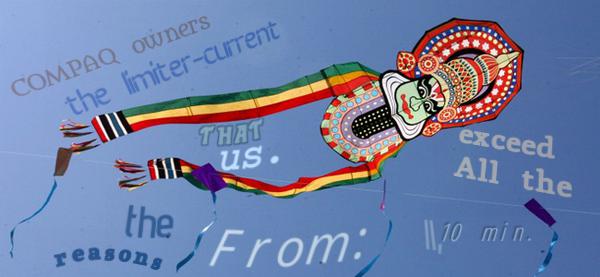 COMPAQ owners
the limiter-current
THAT
us.
exceed
All the
the
reasons
From:
\\, 10 min.